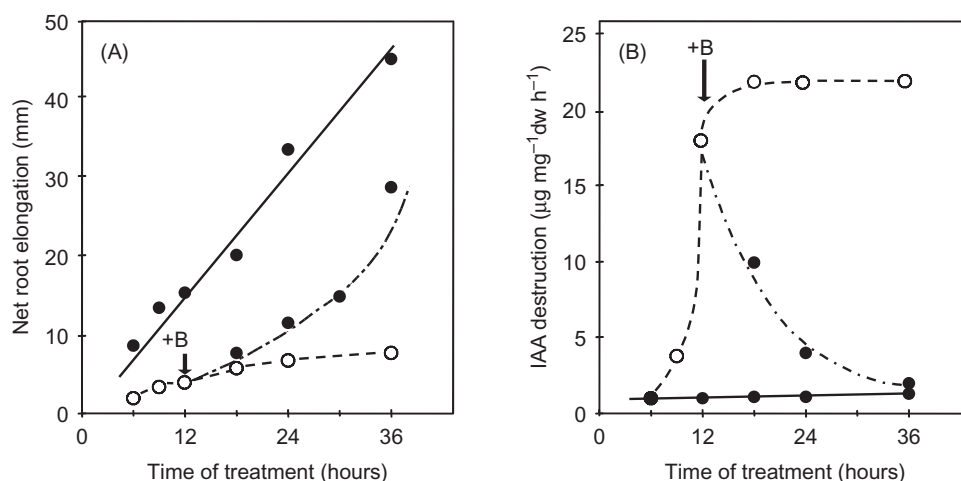 (A)
Net root elongation (mm)
50
40
30
20
10
0
+B
0
12
24
36
Time of treatment (hours)
(B)
IAA destruction (μg mg⁻¹dw h⁻¹)
25
20
15
10
5
0
+B
0
12
24
36
Time of treatment (hours)